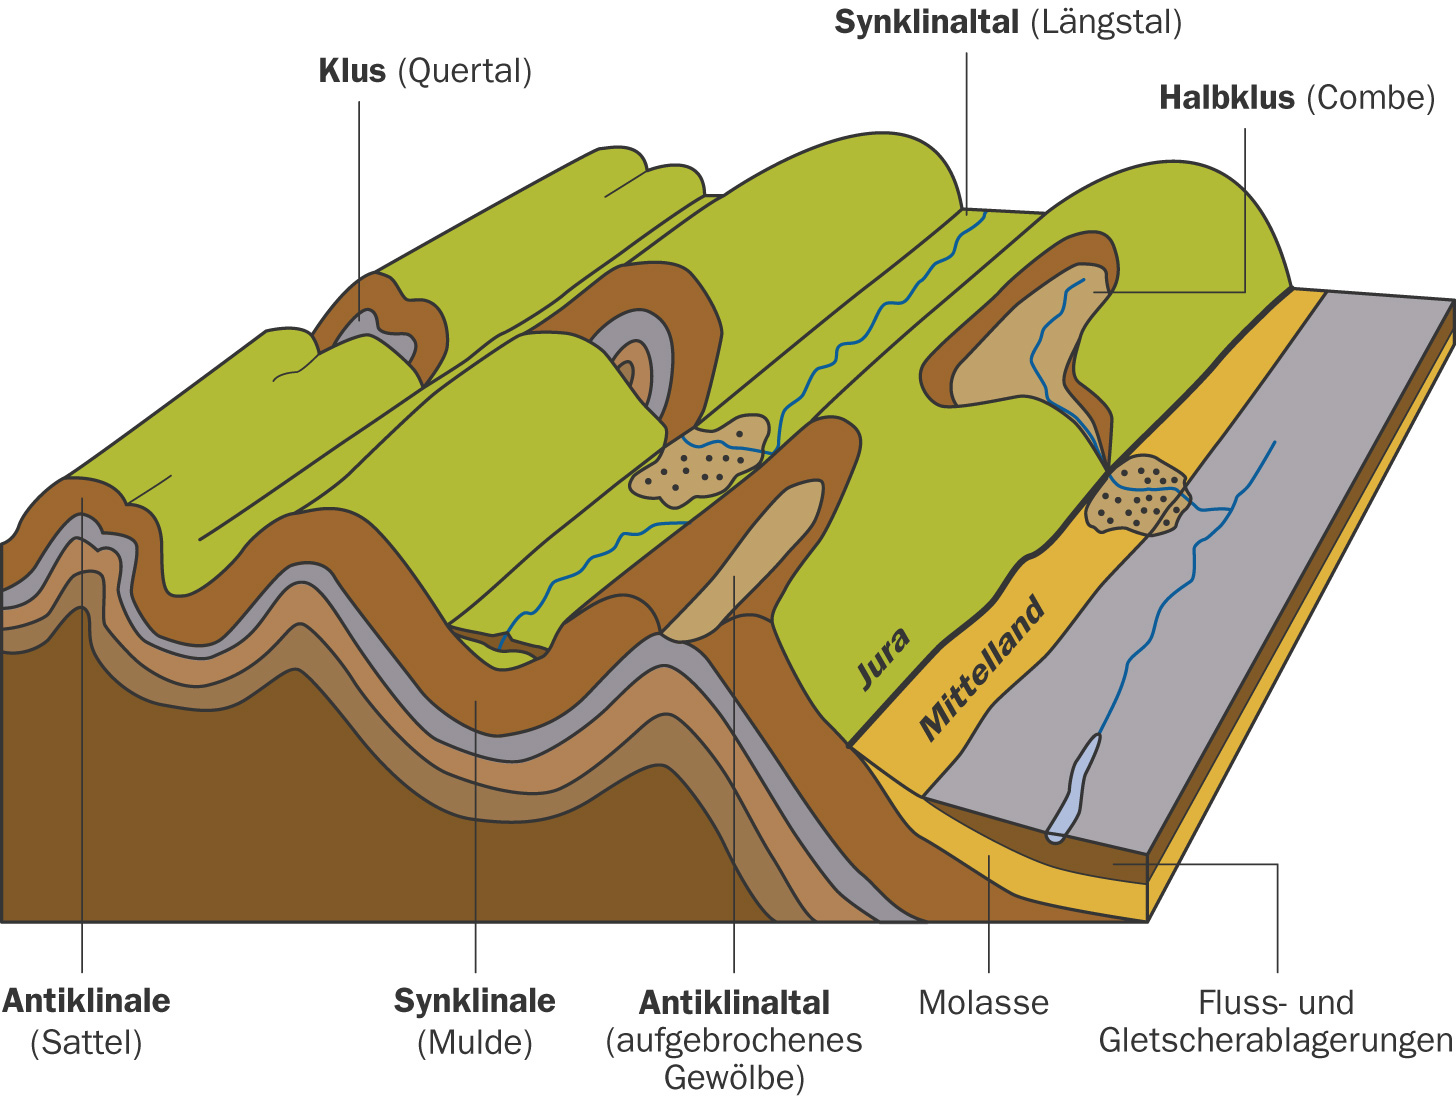 Synklinaltal (Längstal)
Klus (Quertal)
Halbklus (Combe)
Jura
Mittelland
Antiklinale
(Sattel)
Synklinale
(Mulde)
Antiklinaltal
(aufgebrochenes
Gewölbe)
Molasse
Fluss- und
Gletscherablagerungen